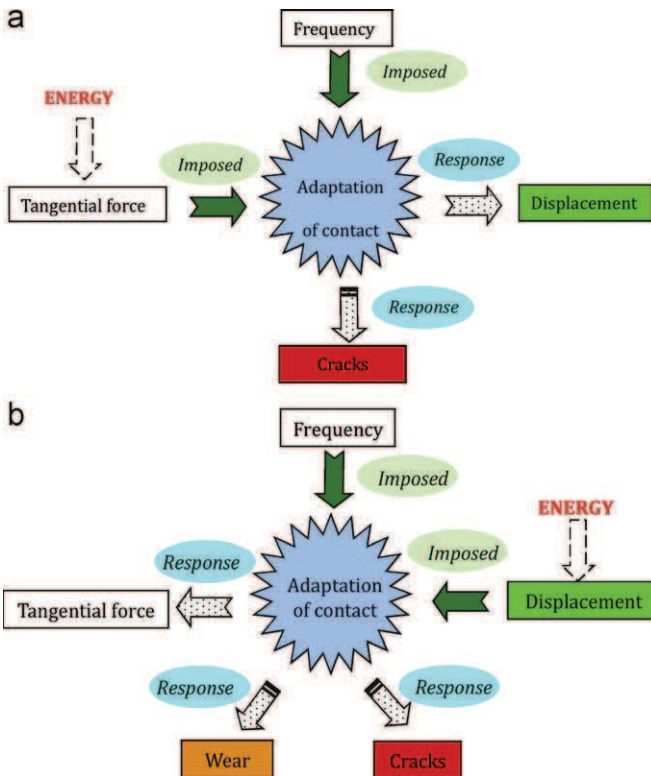 a
Frequency
Imposed
ENERGY
Imposed
Response
Tangential force
Adaptation
of contact
Displacement
Response
Cracks
b
Frequency
Imposed
ENERGY
Response
Imposed
Adaptation
of contact
Tangential force
Displacement
Response
Response
Wear
Cracks